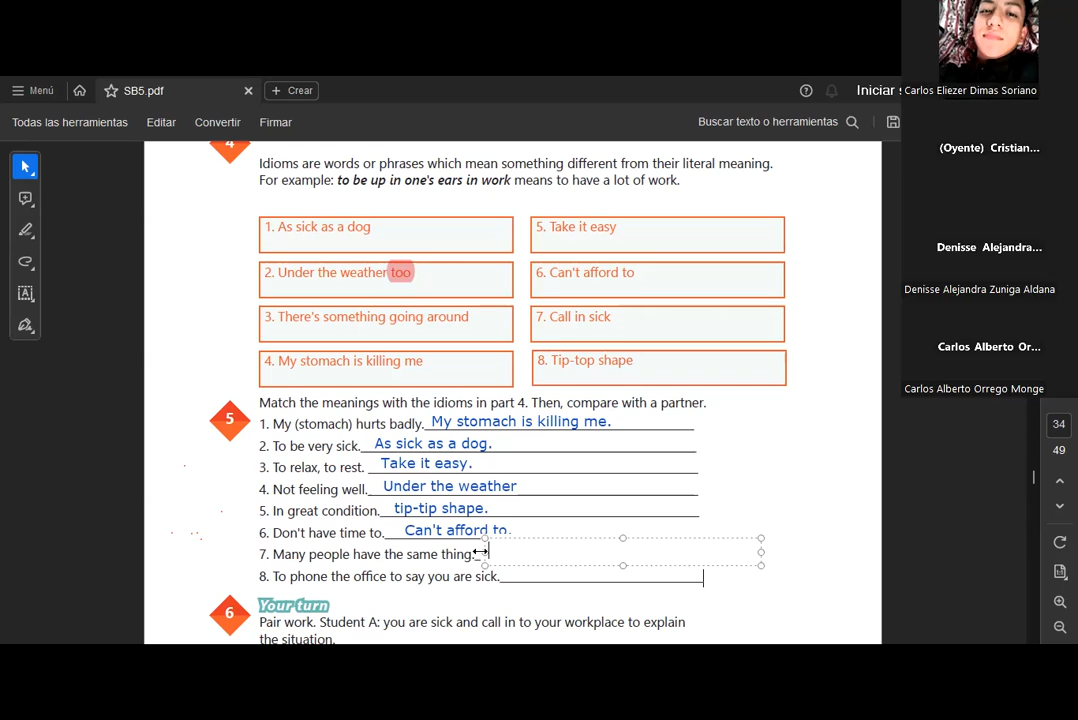 Menú
SB5.pdf
Crear
Iniciar s
Carlos Eliezer Dimas Soriano
Todas las herramientas
Editar
Convertir
Firmar
Buscar texto o herramientas
4
Idioms are words or phrases which mean something different from their literal meaning.
For example: to be up in one's ears in work means to have a lot of work.
(Oyente) Cristian...
1. As sick as a dog
5. Take it easy
2. Under the weather too
6. Can't afford to
Denisse Alejandra...
Denisse Alejandra Zuniga Aldana
3. There's something going around
7. Call in sick
4. My stomach is killing me
8. Tip-top shape
Carlos Alberto Or...
Carlos Alberto Orrego Monge
5
Match the meanings with the idioms in part 4. Then, compare with a partner.
1. My (stomach) hurts badly. My stomach is killing me.
2. To be very sick. As sick as a dog.
3. To relax, to rest. Take it easy.
4. Not feeling well. Under the weather
5. In great condition. tip-tip shape.
6. Don't have time to. Can't afford to.
7. Many people have the same thing.
8. To phone the office to say you are sick.
34
49
6
Your turn
Pair work. Student A: you are sick and call in to your workplace to explain
the situation.